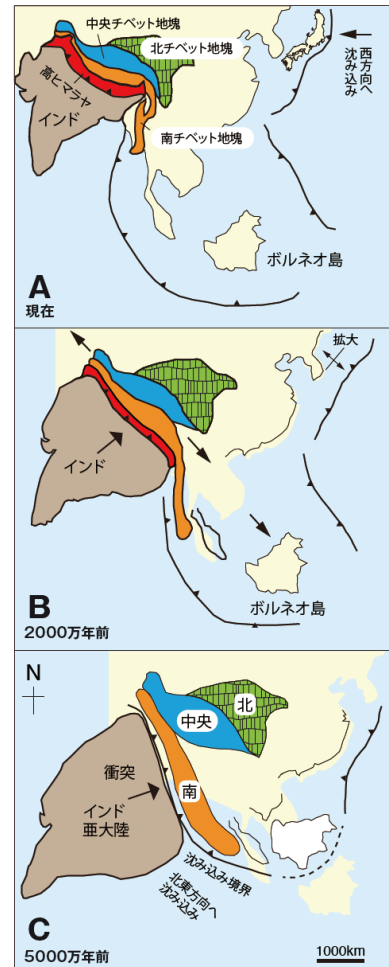 中央チベット地塊
北チベット地塊
高ヒマラヤ
インド
南チベット地塊
西方向へ
沈み込み
ボルネオ島
A
現在
拡大
インド
ボルネオ島
B
2000万年前
N
北
中央
衝突
南
インド
亜大陸
沈み込み境界
北東方向へ
沈み込み
C
5000万年前
1000km